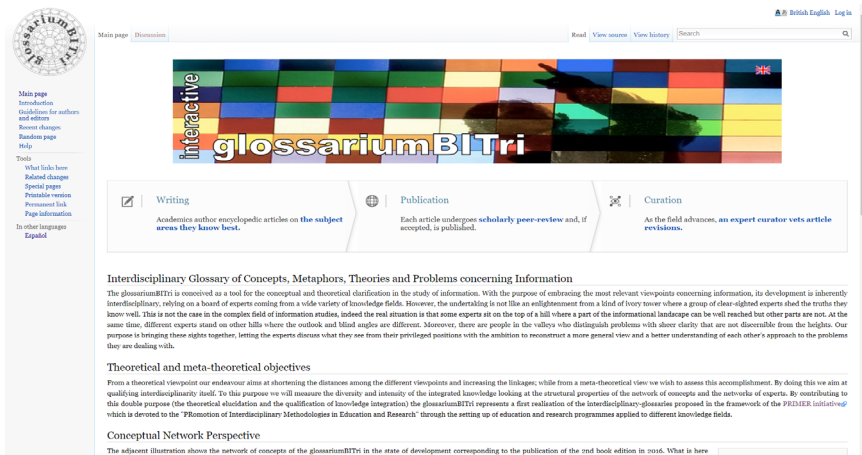 glossariumBITri
British English Log in
Main page Discussion
Read View source View history
Search
Main page
Introduction
Guidelines for authors
and editors
Recent changes
Random page
Help
Tools
What links here
Related changes
Special pages
Printable version
Permanent link
Page information
In other languages
Español
interactive
glossariumBITri
Writing
Academics author encyclopedic articles on the subject
areas they know best.
Publication
Each article undergoes scholarly peer-review and, if
accepted, is published.
Curation
As the field advances, an expert curator vets article
revisions.
Interdisciplinary Glossary of Concepts, Metaphors, Theories and Problems concerning Information
The glossariumBITri is conceived as a tool for the conceptual and theoretical clarification in the study of information. With the purpose of embracing the most relevant viewpoints concerning information, its development is inherently
interdisciplinary, relying on a board of experts coming from a wide variety of knowledge fields. However, the undertaking is not like an enlightenment from a kind of ivory tower where a group of clear-sighted experts shed the truths they
know well. This is not the case in the complex field of information studies, indeed the real situation is that some experts sit on the top of a hill where a part of the informational landscape can be well reached but other parts are not. At the
same time, different experts stand on other hills where the outlook and blind angles are different. Moreover, there are people in the valleys who distinguish problems with sheer clarity that are not discernible from the heights. Our
purpose is bringing these sights together, letting the experts discuss what they see from their privileged positions with the ambition to reconstruct a more general view and a better understanding of each other's approach to the problems
they are dealing with.
Theoretical and meta-theoretical objectives
From a theoretical viewpoint our endeavour aims at shortening the distances among the different viewpoints and increasing the linkages; while from a meta-theoretical view we wish to assess this accomplishment. By doing this we aim at
qualifying interdisciplinarity itself. To this purpose we will measure the diversity and intensity of the integrated knowledge looking at the structural properties of the network of concepts and the networks of experts. By contributing to
this double purpose (the theoretical elucidation and the qualification of knowledge integration) the glossariumBITri represents a first realisation of the interdisciplinary-glossaries proposed in the framework of the PRIMER initiative
which is devoted to the "PRomotion of Interdisciplinary Methodologies in Education and Research" through the setting up of education and research programmes applied to different knowledge fields.
Conceptual Network Perspective
The adjacent illustration shows the network of concepts of the glossariumBITri in the state of development corresponding to the publication of the 2nd book edition in 2016. What is here